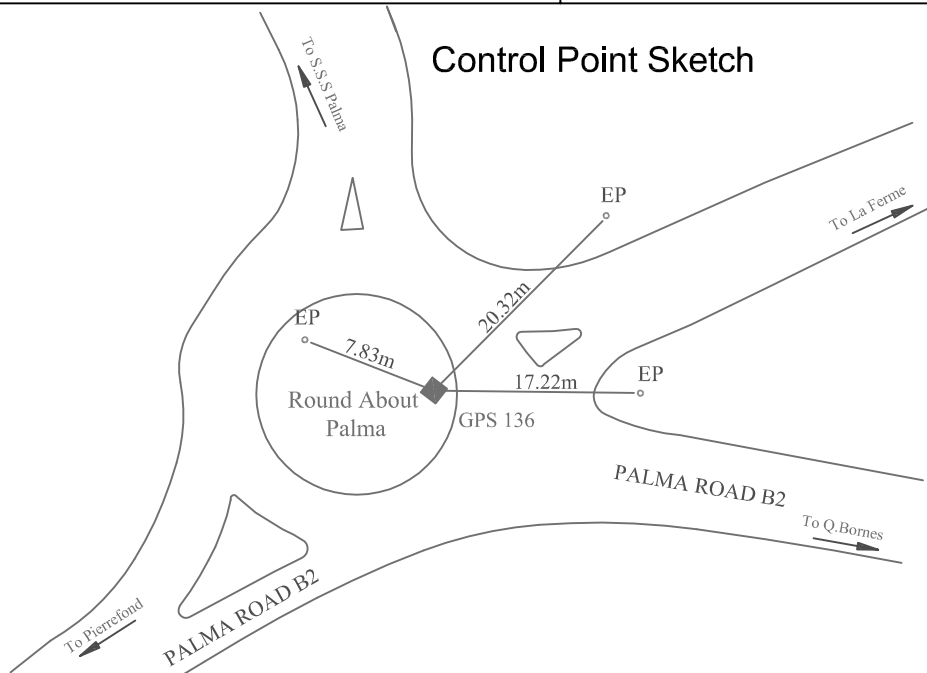 Control Point Sketch
To S.S.S Palma
EP
To La Ferme
20.32m
EP
7.83m
17.22m
EP
Round About
Palma
GPS 136
PALMA ROAD B2
To Q.Bornes
PALMA ROAD B2
To Pierrefond